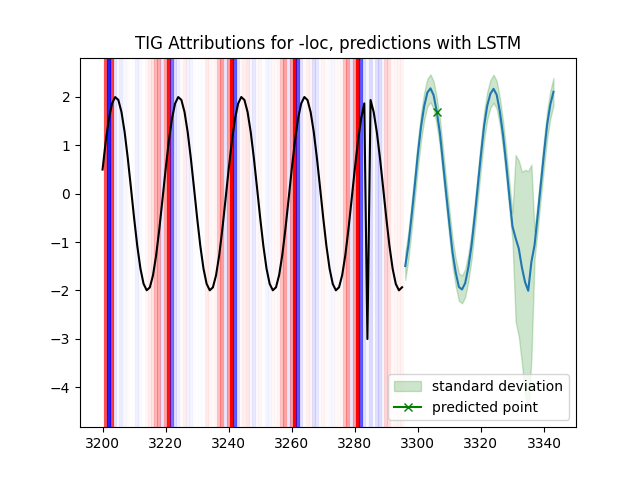 TIG Attributions for -loc, predictions with LSTM
2
1
0
−1
−2
−3
−4
standard deviation
predicted point
3200 3220 3240 3260 3280 3300 3320 3340